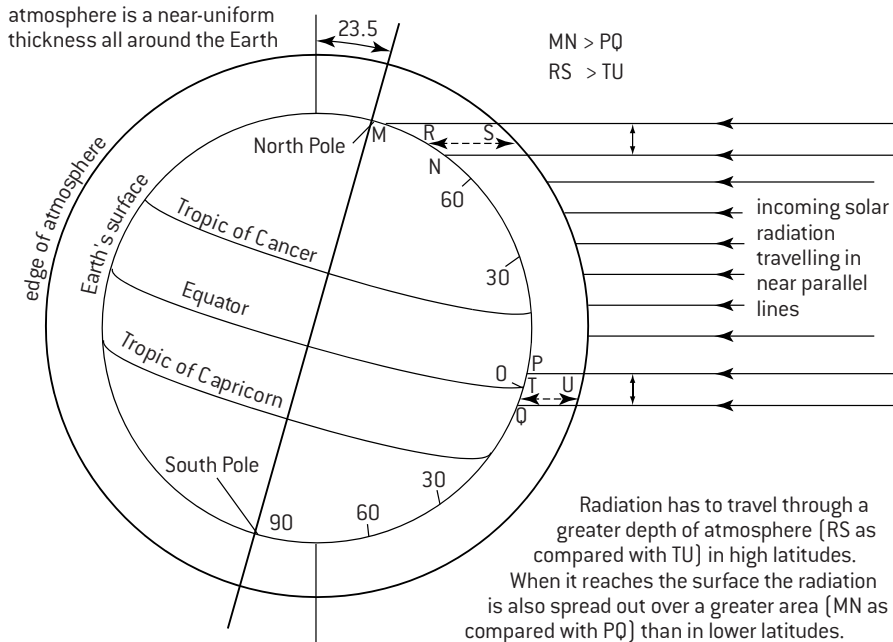 atmosphere is a near-uniform
thickness all around the Earth
23.5
MN > PQ
RS > TU
edge of atmosphere
Earth's surface
North Pole
M
R
S
N
60
Tropic of Cancer
30
incoming solar
radiation
travelling in
near parallel
lines
Equator
Tropic of Capricorn
0
P
T
U
Q
South Pole
90
60
30
Radiation has to travel through a
greater depth of atmosphere (RS as
compared with TU) in high latitudes.
When it reaches the surface the radiation
is also spread out over a greater area (MN as
compared with PQ) than in lower latitudes.